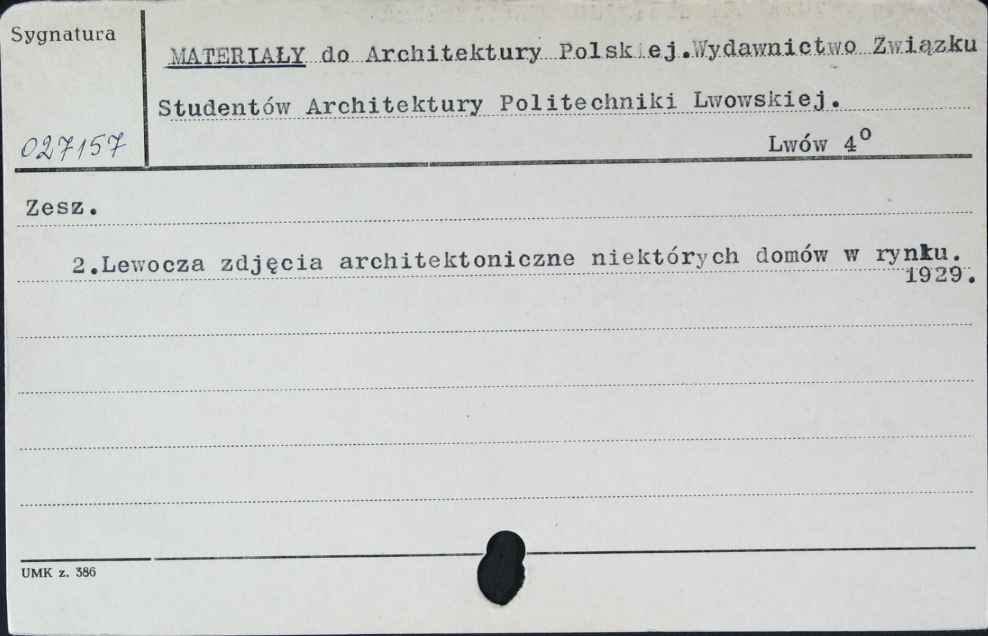 Sygnatura
MATERIAŁY do Architektury Polskiej.Wydawnictwo Związku
Studentów Architektury Politechniki Lwowskiej.
027157
Lwów 4º
Zesz.
2.Lewocza zdjęcia architektoniczne niektórych domów w rynku.
1929.
UMK z. 386